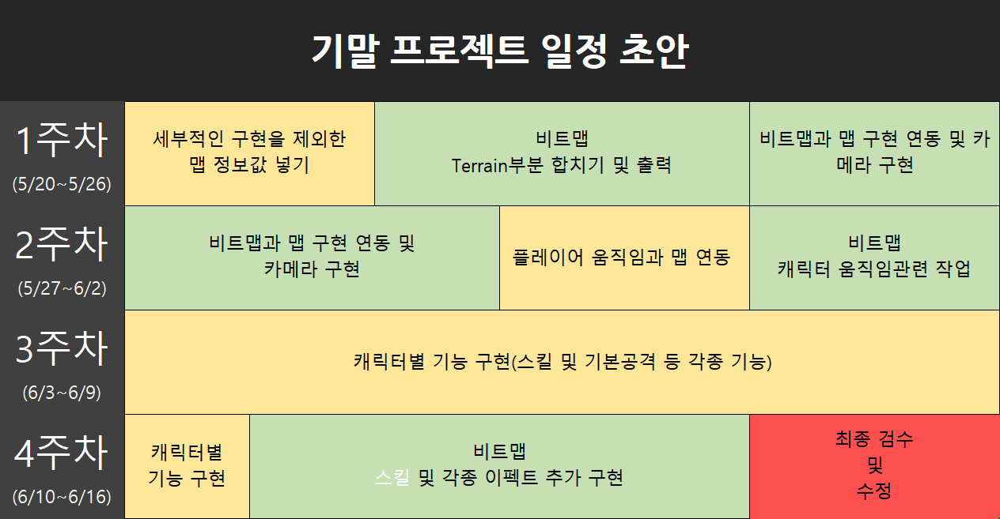 기말 프로젝트 일정 초안
1주차
(5/20~5/26)
세부적인 구현을 제외한
맵 정보값 넣기
비트맵
Terrain부분 합치기 및 출력
비트맵과 맵 구현 연동 및 카
메라 구현
2주차
(5/27~6/2)
비트맵과 맵 구현 연동 및
카메라 구현
플레이어 움직임과 맵 연동
비트맵
캐릭터 움직임관련 작업
3주차
(6/3~6/9)
캐릭터별 기능 구현(스킬 및 기본공격 등 각종 기능)
4주차
(6/10~6/16)
캐릭터별
기능 구현
비트맵
스킬 및 각종 이펙트 추가 구현
최종 검수
및
수정